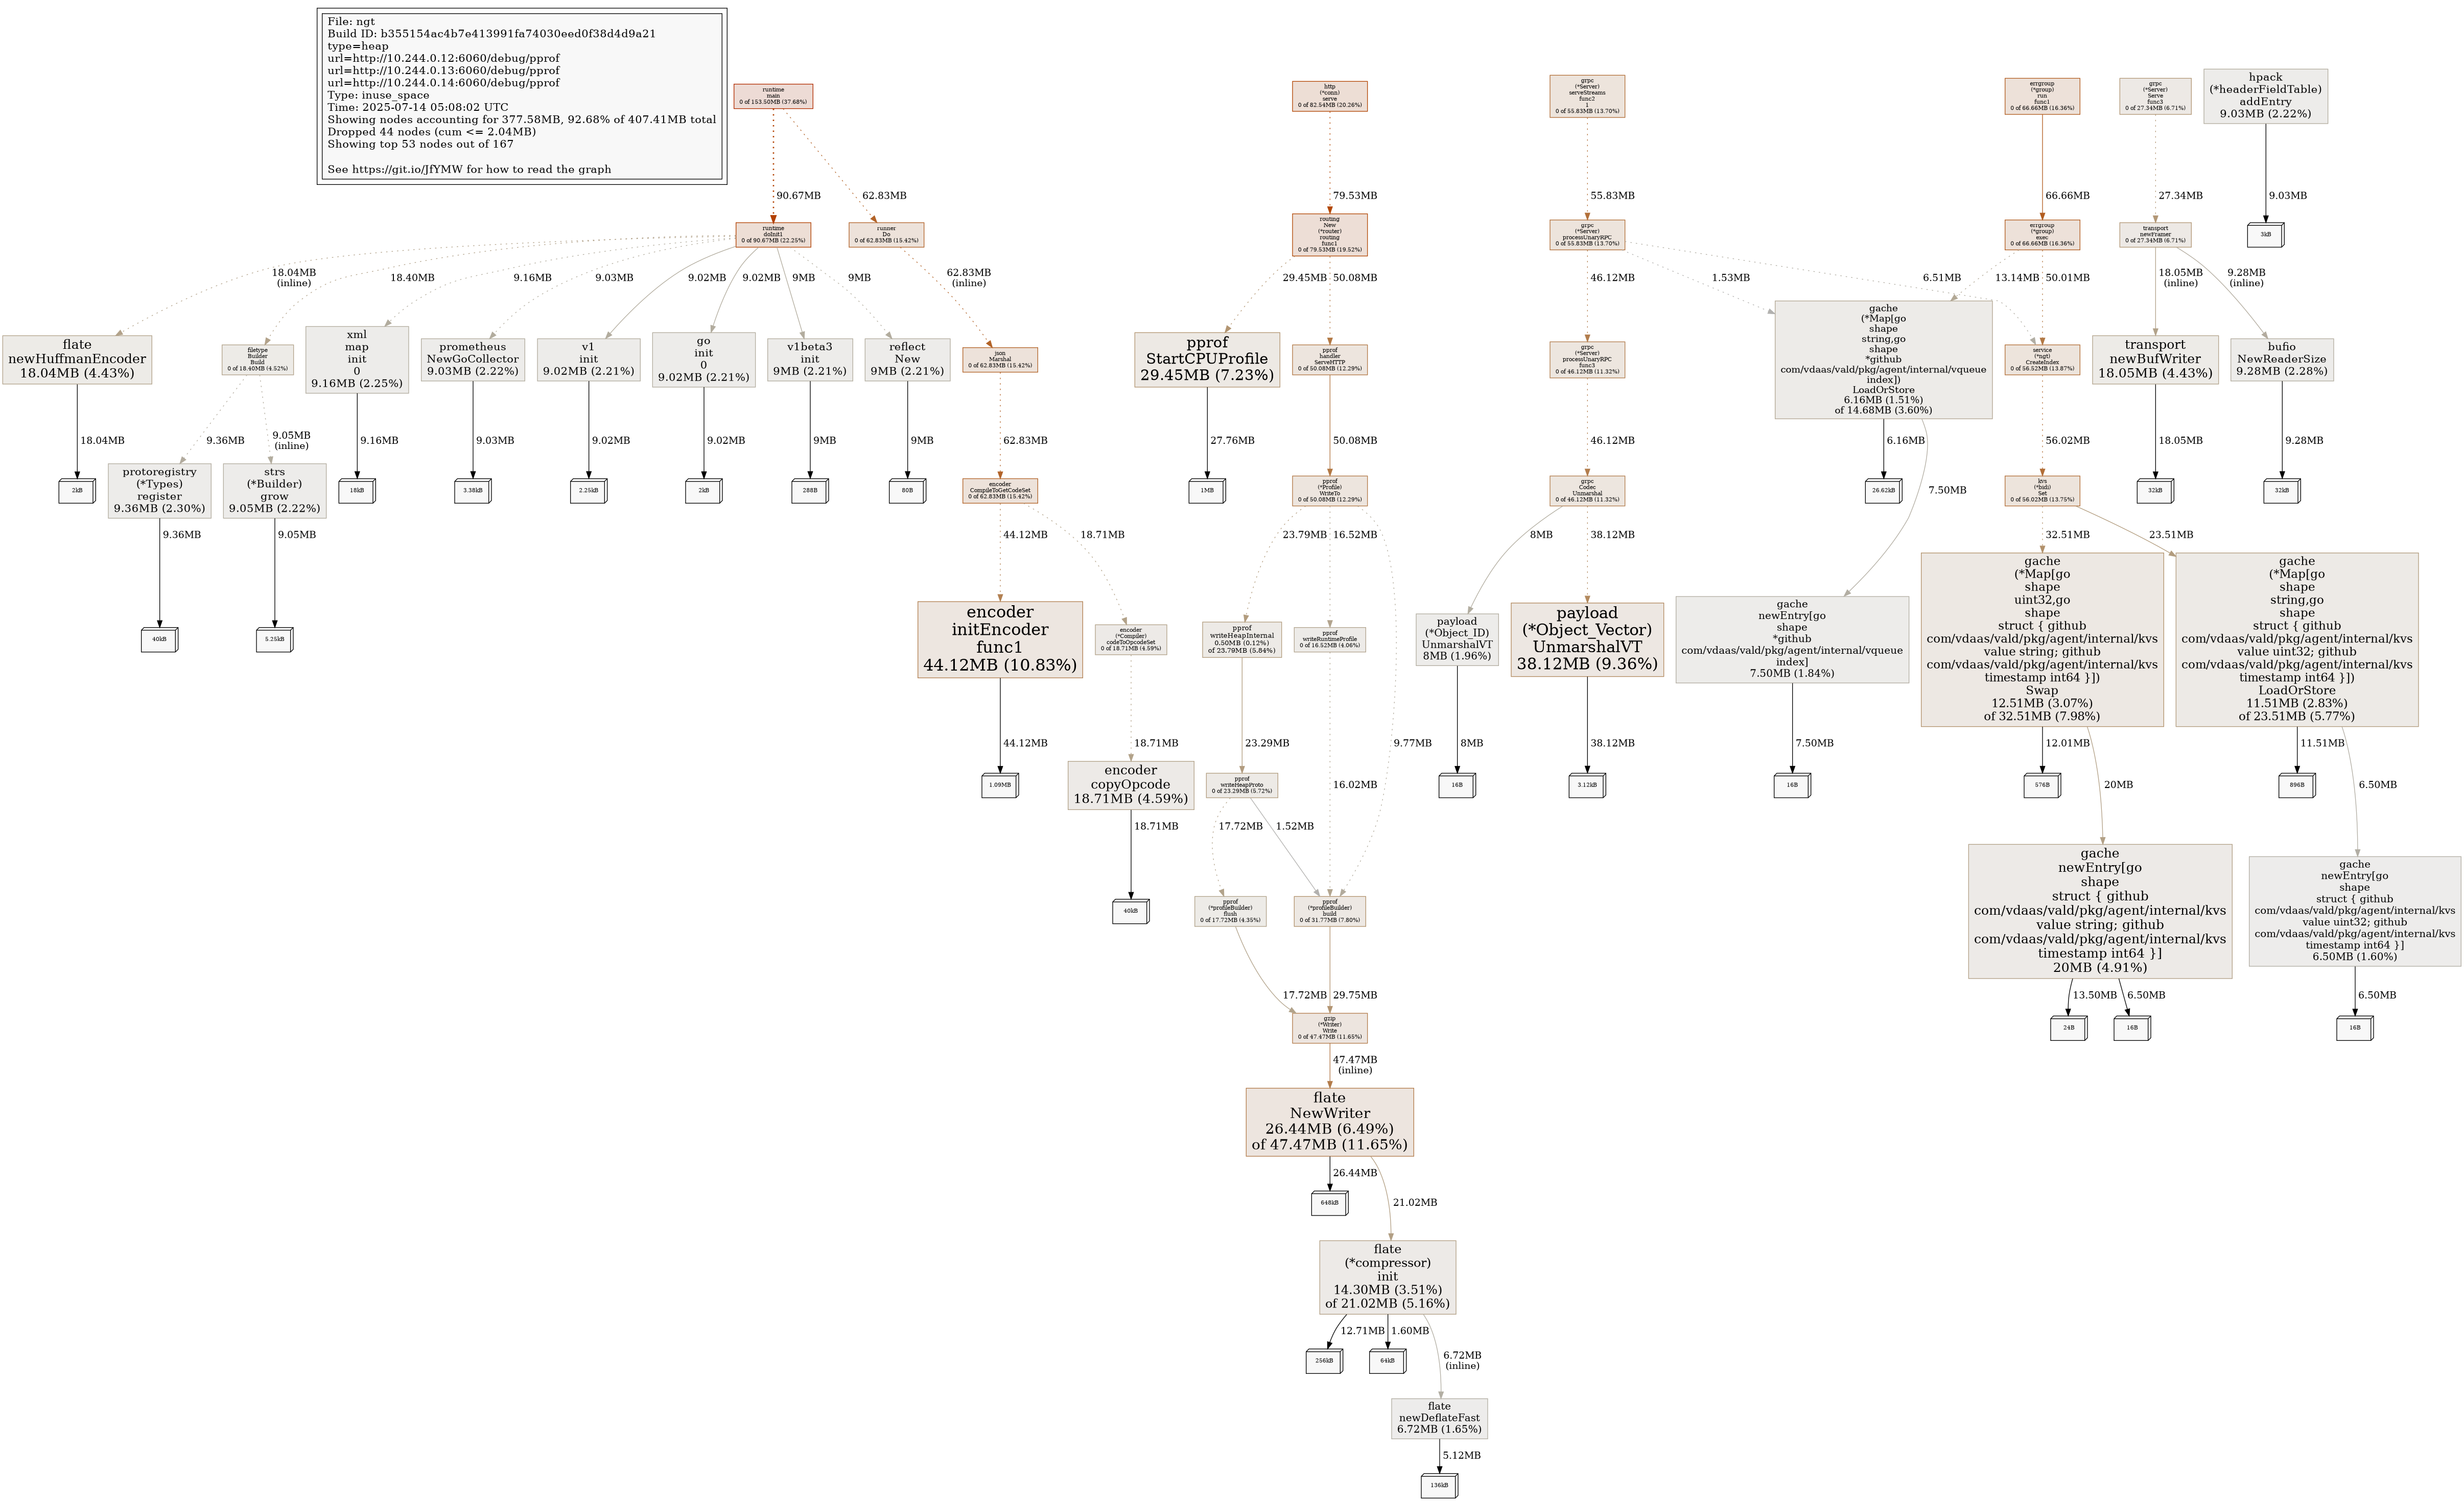 File: ngt
Build ID: b355154ac4b7e413991fa74030eed0f38d4d9a21
type=heap
url=http://10.244.0.12:6060/debug/pprof
url=http://10.244.0.13:6060/debug/pprof
url=http://10.244.0.14:6060/debug/pprof
Type: inuse_space
Time: 2025-07-14 05:08:02 UTC
Showing nodes accounting for 377.58MB, 92.68% of 407.41MB total
Dropped 44 nodes (cum <= 2.04MB)
Showing top 53 nodes out of 167
See https://git.io/JfYMW for how to read the graph
runtime
main
0 of 153.50MB (37.68%)
http
(*conn)
serve
0 of 82.54MB (20.26%)
grpc
(*Server)
serveStreams
func2
1
0 of 55.83MB (13.70%)
errgroup
(*group)
run
func1
0 of 66.66MB (16.36%)
grpc
(*Server)
Serve
func3
0 of 27.34MB (6.71%)
hpack
(*headerFieldTable)
addEntry
9.03MB (2.22%)
90.67MB
62.83MB
79.53MB
55.83MB
66.66MB
27.34MB
9.03MB
runtime
doInit1
0 of 90.67MB (22.25%)
runner
Do
0 of 62.83MB (15.42%)
routing
New
(*router)
routing
func1
0 of 79.53MB (19.52%)
grpc
(*Server)
processUnaryRPC
0 of 55.83MB (13.70%)
errgroup
(*group)
exec
0 of 66.66MB (16.36%)
transport
newFramer
0 of 27.34MB (6.71%)
3kB
18.04MB
(inline)
18.40MB
9.16MB
9.03MB
9.02MB
9.02MB
9MB
9MB
62.83MB
(inline)
29.45MB
50.08MB
46.12MB
1.53MB
6.51MB
13.14MB
50.01MB
18.05MB
(inline)
9.28MB
(inline)
flate
newHuffmanEncoder
18.04MB (4.43%)
filetype
Builder
Build
0 of 18.40MB (4.52%)
xml
map
init
0
9.16MB (2.25%)
prometheus
NewGoCollector
9.03MB (2.22%)
v1
init
9.02MB (2.21%)
go
init
0
9.02MB (2.21%)
v1beta3
init
9MB (2.21%)
reflect
New
9MB (2.21%)
json
Marshal
0 of 62.83MB (15.42%)
pprof
StartCPUProfile
29.45MB (7.23%)
pprof
handler
ServeHTTP
0 of 50.08MB (12.29%)
grpc
(*Server)
processUnaryRPC
func3
0 of 46.12MB (11.32%)
gache
(*Map[go
shape
string,go
shape
*github
com/vdaas/vald/pkg/agent/internal/vqueue
index])
LoadOrStore
6.16MB (1.51%)
of 14.68MB (3.60%)
service
(*ngt)
CreateIndex
0 of 56.52MB (13.87%)
transport
newBufWriter
18.05MB (4.43%)
bufio
NewReaderSize
9.28MB (2.28%)
18.04MB
9.36MB
9.05MB
(inline)
9.16MB
9.03MB
9.02MB
9.02MB
9MB
9MB
62.83MB
27.76MB
50.08MB
46.12MB
6.16MB
7.50MB
56.02MB
18.05MB
9.28MB
2kB
protoregistry
(*Types)
register
9.36MB (2.30%)
strs
(*Builder)
grow
9.05MB (2.22%)
18kB
3.38kB
2.25kB
2kB
288B
80B
encoder
CompileToGetCodeSet
0 of 62.83MB (15.42%)
1MB
pprof
(*Profile)
WriteTo
0 of 50.08MB (12.29%)
grpc
Codec
Unmarshal
0 of 46.12MB (11.32%)
26.62kB
kvs
(*bidi)
Set
0 of 56.02MB (13.75%)
32kB
32kB
9.36MB
9.05MB
44.12MB
18.71MB
23.79MB
16.52MB
9.77MB
8MB
38.12MB
32.51MB
23.51MB
40kB
5.25kB
encoder
initEncoder
func1
44.12MB (10.83%)
encoder
(*Compiler)
codeToOpcodeSet
0 of 18.71MB (4.59%)
pprof
writeHeapInternal
0.50MB (0.12%)
of 23.79MB (5.84%)
pprof
writeRuntimeProfile
0 of 16.52MB (4.06%)
payload
(*Object_ID)
UnmarshalVT
8MB (1.96%)
payload
(*Object_Vector)
UnmarshalVT
38.12MB (9.36%)
gache
newEntry[go
shape
*github
com/vdaas/vald/pkg/agent/internal/vqueue
index]
7.50MB (1.84%)
gache
(*Map[go
shape
uint32,go
shape
struct { github
com/vdaas/vald/pkg/agent/internal/kvs
value string; github
com/vdaas/vald/pkg/agent/internal/kvs
timestamp int64 }])
Swap
12.51MB (3.07%)
of 32.51MB (7.98%)
gache
(*Map[go
shape
string,go
shape
struct { github
com/vdaas/vald/pkg/agent/internal/kvs
value uint32; github
com/vdaas/vald/pkg/agent/internal/kvs
timestamp int64 }])
LoadOrStore
11.51MB (2.83%)
of 23.51MB (5.77%)
44.12MB
18.71MB
23.29MB
16.02MB
8MB
38.12MB
7.50MB
12.01MB
20MB
11.51MB
6.50MB
1.09MB
encoder
copyOpcode
18.71MB (4.59%)
pprof
writeHeapProto
0 of 23.29MB (5.72%)
16B
3.12kB
16B
576B
896B
18.71MB
17.72MB
1.52MB
40kB
pprof
(*profileBuilder)
flush
0 of 17.72MB (4.35%)
pprof
(*profileBuilder)
build
0 of 31.77MB (7.80%)
gache
newEntry[go
shape
struct { github
com/vdaas/vald/pkg/agent/internal/kvs
value string; github
com/vdaas/vald/pkg/agent/internal/kvs
timestamp int64 }]
20MB (4.91%)
gache
newEntry[go
shape
struct { github
com/vdaas/vald/pkg/agent/internal/kvs
value uint32; github
com/vdaas/vald/pkg/agent/internal/kvs
timestamp int64 }]
6.50MB (1.60%)
17.72MB
29.75MB
13.50MB
6.50MB
6.50MB
gzip
(*Writer)
Write
0 of 47.47MB (11.65%)
24B
16B
16B
47.47MB
(inline)
flate
NewWriter
26.44MB (6.49%)
of 47.47MB (11.65%)
26.44MB
21.02MB
648kB
flate
(*compressor)
init
14.30MB (3.51%)
of 21.02MB (5.16%)
12.71MB
1.60MB
6.72MB
(inline)
256kB
64kB
flate
newDeflateFast
6.72MB (1.65%)
5.12MB
136kB